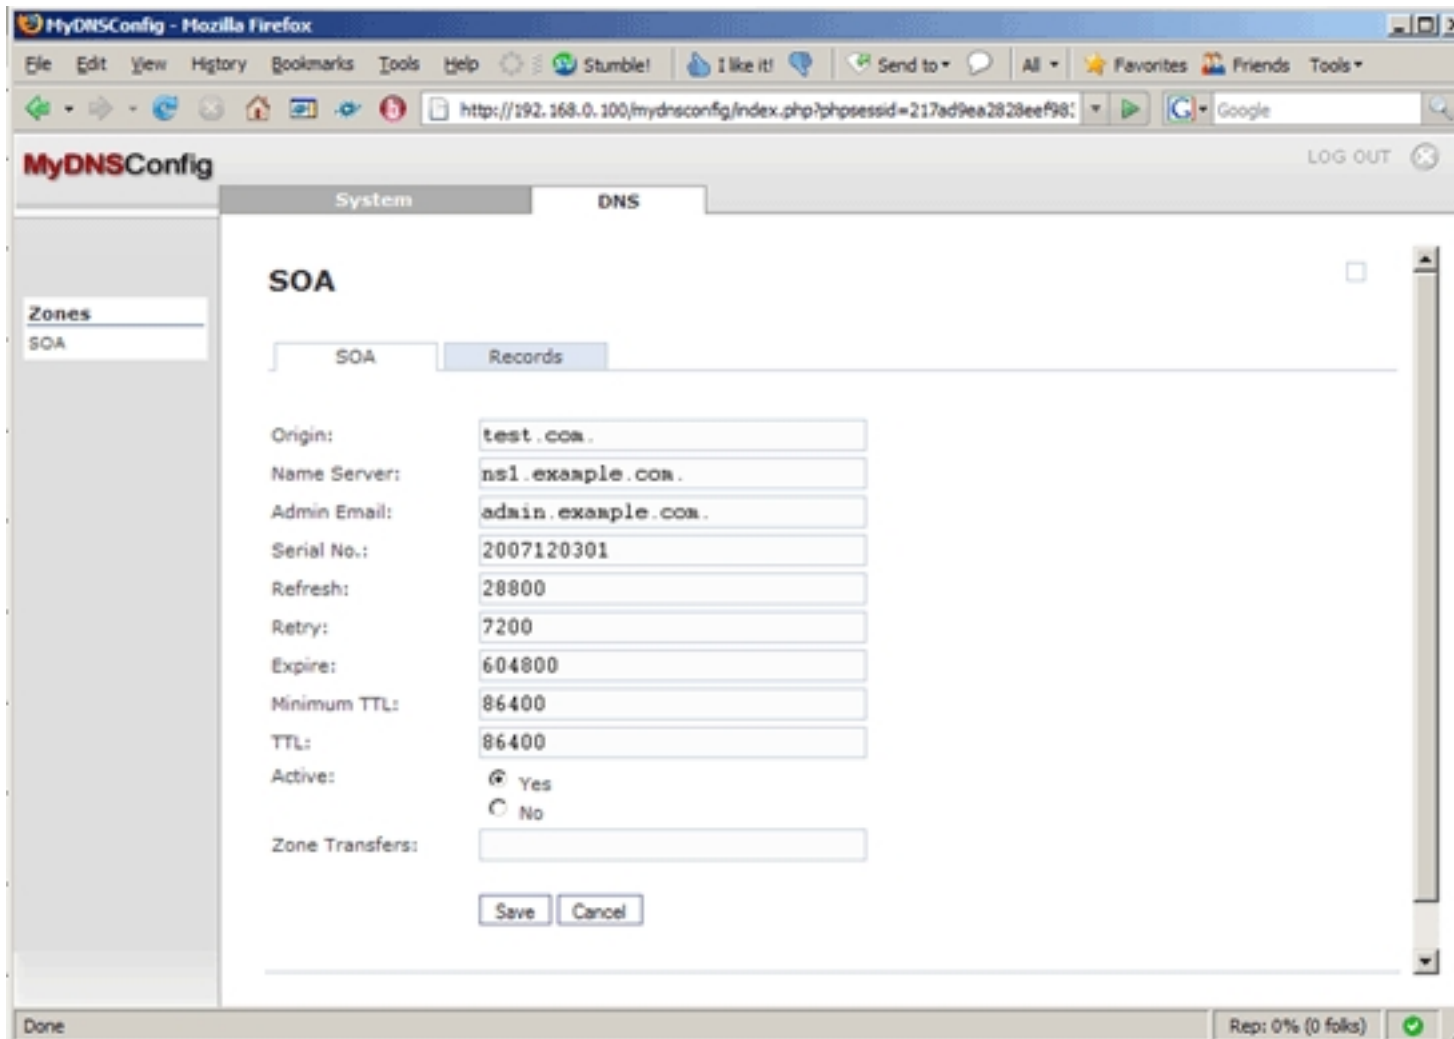 MyDNSConfig - Mozilla Firefox
File Edit View History Bookmarks Tools Help Stumble! I like it! Send to All Favorites Friends Tools
http://192.168.0.100/mydnsconfig/index.php?phpsessid=217ad9ea2828eef98 Google
MyDNSConfig
LOG OUT
System DNS
SOA
Zones
SOA
SOA Records
Origin: test.com.
Name Server: ns1.example.com.
Admin Email: admin.example.com.
Serial No.: 2007120301
Refresh: 28800
Retry: 7200
Expire: 604800
Minimum TTL: 86400
TTL: 86400
Active: Yes
No
Zone Transfers:
Save Cancel
Done Rep: 0% (0 folks)